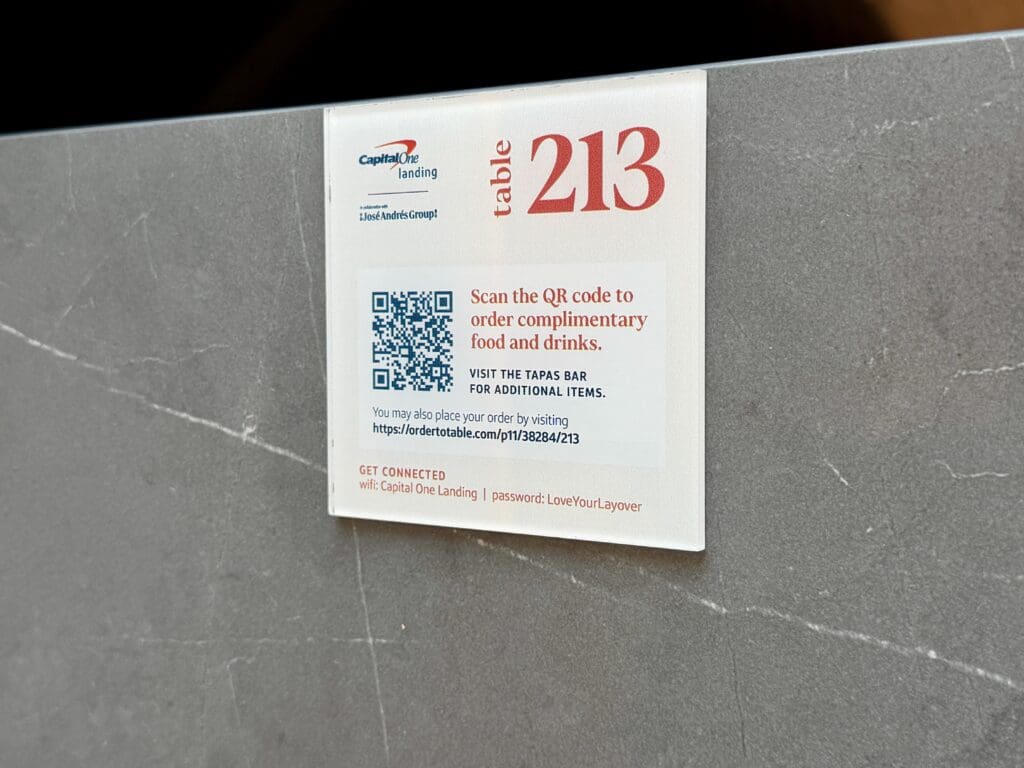 CapitalOne
landing
in collaboration with
José Andrés Group!
table 213
Scan the QR code to
order complimentary
food and drinks.
VISIT THE TAPAS BAR
FOR ADDITIONAL ITEMS.
You may also place your order by visiting
https://ordertotable.com/p11/38284/213
GET CONNECTED
wifi: Capital One Landing | password: LoveYourLayover